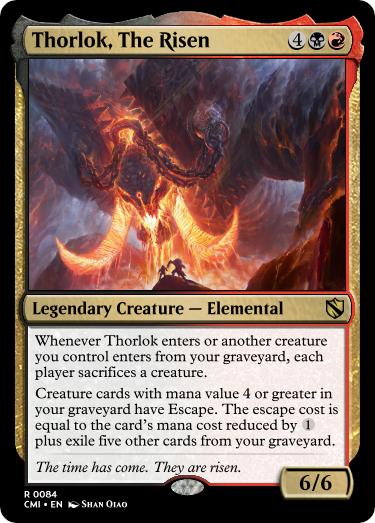 Thorlok, The Risen 4
Legendary Creature — Elemental
Whenever Thorlok enters or another creature
you control enters from your graveyard, each
player sacrifices a creature.
Creature cards with mana value 4 or greater in
your graveyard have Escape. The escape cost is
equal to the card's mana cost reduced by 1
plus exile five other cards from your graveyard.
The time has come. They are risen.
6/6
R 0084
CMI • EN Shan Qiao